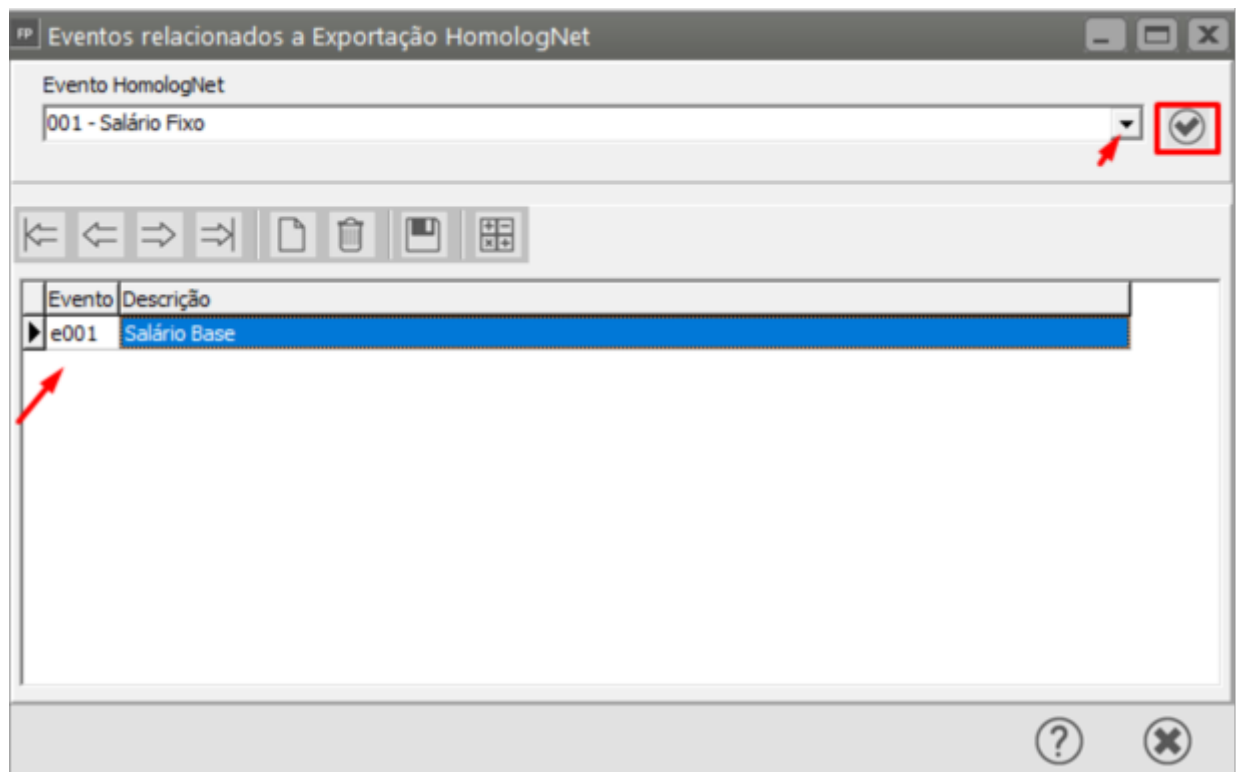 FP Eventos relacionados a Exportação HomologNet
Evento HomologNet
001 - Salário Fixo
Evento Descrição
e001 Salário Base